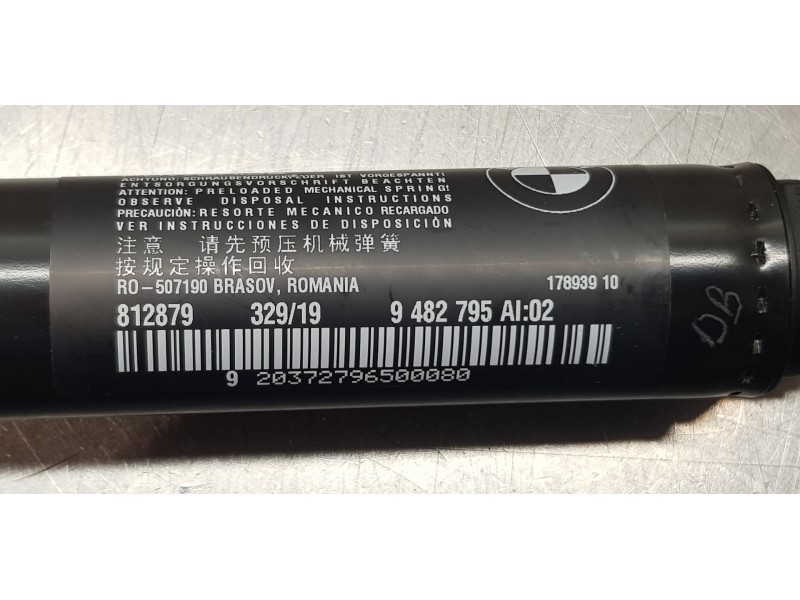 ACHTUNG: SCHRAUBENDRUCKFEDER IST VORGESPANNT!
ENTSORGUNGSVORSCHRIFT BEACHTEN
ATTENTION: PRELOADED MECHANICAL SPRING!
OBSERVE DISPOSAL INSTRUCTIONS
PRECAUCIÓN: RESORTE MECANICO RECARGADO
VER INSTRUCCIONES DE DISPOSICIÓN
注意 请先预压机械弹簧
按规定操作回收
RO-507190 BRASOV, ROMANIA 178939 10
812879 329/19 9 482 795 AI:02
9 20372796500080
DB